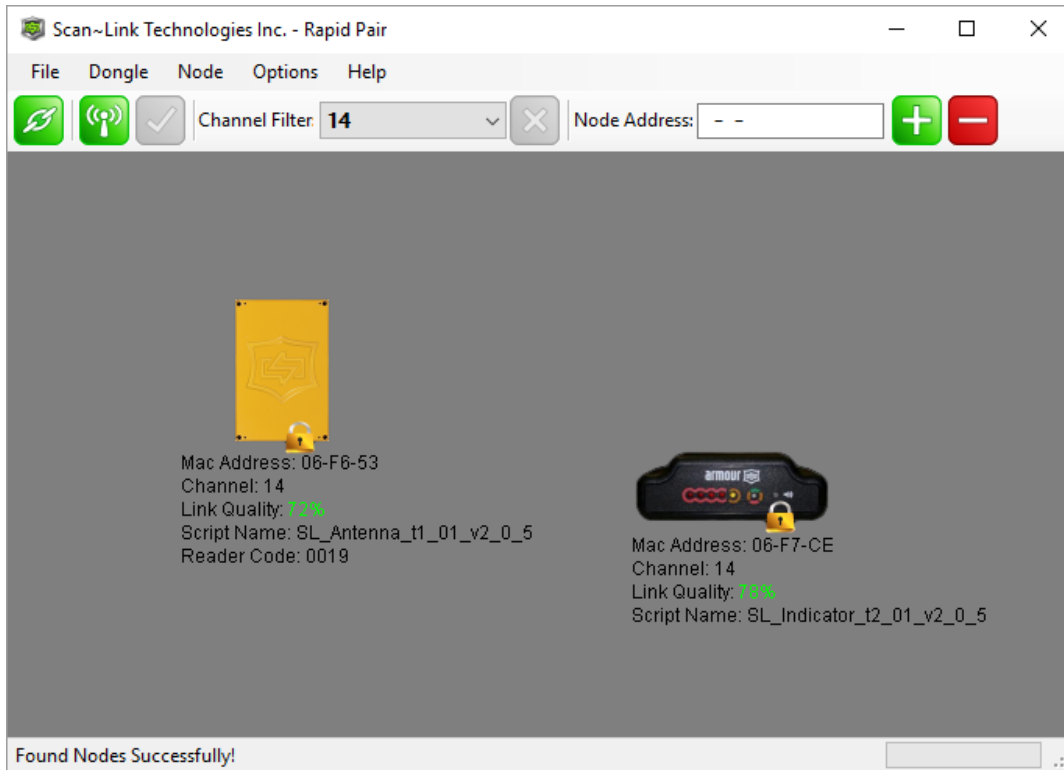 Scan~Link Technologies Inc. - Rapid Pair
File Dongle Node Options Help
Channel Filter: 14 Node Address: - -
Mac Address: 06-F6-53
Channel: 14
Link Quality: 72%
Script Name: SL_Antenna_t1_01_v2_0_5
Reader Code: 0019
armour
Mac Address: 06-F7-CE
Channel: 14
Link Quality: 78%
Script Name: SL_Indicator_t2_01_v2_0_5
Found Nodes Successfully!